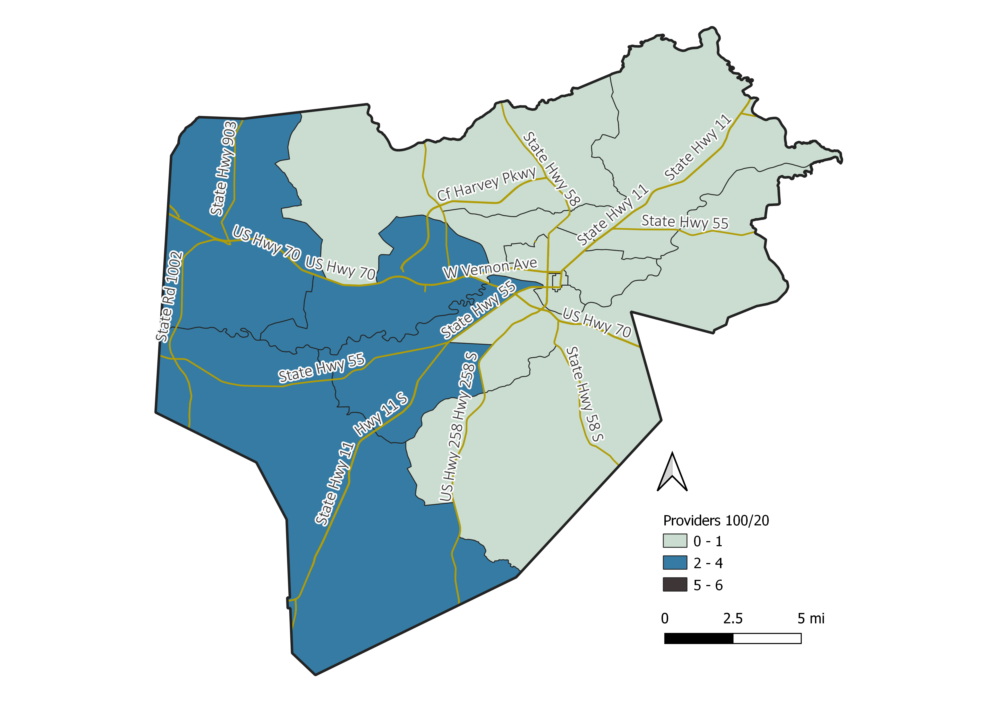 State Hwy 903
State Hwy 11
State Hwy 58
Cf Harvey Pkwy
State Hwy 11
State Hwy 55
US Hwy 70
US Hwy 70
W Vernon Ave
State Rd 1002
State Hwy 55
US Hwy 70
State Hwy 55
US Hwy 258 Hwy 258 S
State Hwy 58 S
Hwy 11 S
State Hwy 11
Providers 100/20
0 - 1
2 - 4
5 - 6
0 2.5 5 mi